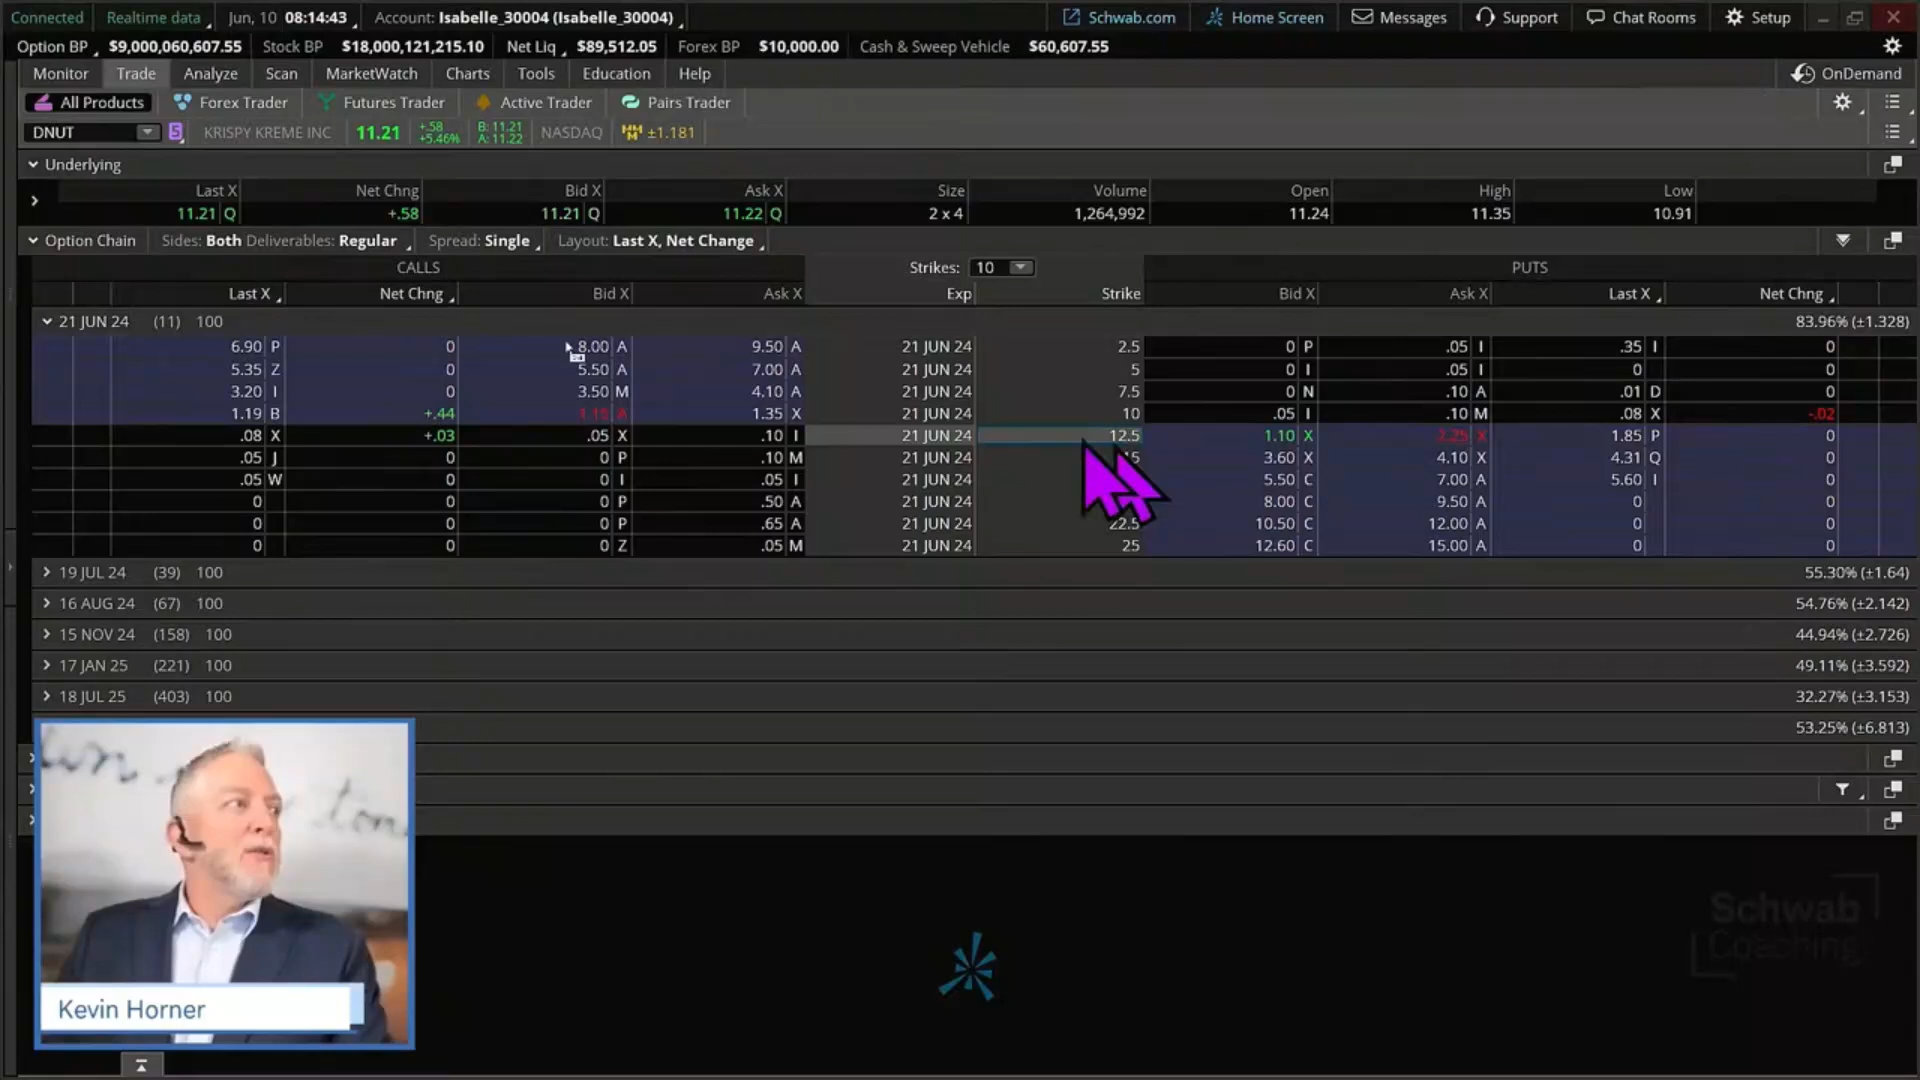 Connected Realtime data Jun, 10 08:14:43 Account: Isabelle_30004 (Isabelle_30004) Schwab.com Home Screen Messages Support Chat Rooms Setup
Option BP $9,000,060,607.55 Stock BP $18,000,121,215.10 Net Liq $89,512.05 Forex BP $10,000.00 Cash & Sweep Vehicle $60,607.55
Monitor Trade Analyze Scan MarketWatch Charts Tools Education Help OnDemand
All Products Forex Trader Futures Trader Active Trader Pairs Trader
DNUT S KRISPY KREME INC 11.21 +.58 +5.46% B: 11.21 A: 11.22 NASDAQ ±1.181
Underlying
Last X Net Chng Bid X Ask X Size Volume Open High Low
11.21 Q +.58 11.21 Q 11.22 Q 2 x 4 1,264,992 11.24 11.35 10.91
Option Chain Sides: Both Deliverables: Regular Spread: Single Layout: Last X, Net Change
CALLS Strikes: 10 PUTS
Last X Net Chng Bid X Ask X Exp Strike Bid X Ask X Last X Net Chng
21 JUN 24 (11) 100 83.96% (±1.328)
6.90 P 0 8.00 A 9.50 A 21 JUN 24 2.5 0 P .05 I .35 I 0
5.35 Z 0 5.50 A 7.00 A 21 JUN 24 5 0 I .05 I 0 0
3.20 I 0 3.50 M 4.10 A 21 JUN 24 7.5 0 N .10 A .01 D 0
1.19 B +.44 A 1.35 X 21 JUN 24 10 .05 I .10 M .08 X -.02
.08 X +.03 .05 X .10 I 21 JUN 24 12.5 1.10 X 2.25 X 1.85 P 0
.05 J 0 0 P .10 M 21 JUN 24 3.60 X 4.10 X 4.31 Q 0
.05 W 0 0 I .05 I 21 JUN 24 5.50 C 7.00 A 5.60 I 0
0 0 0 P .50 A 21 JUN 24 8.00 C 9.50 A 0 0
0 0 0 P .65 A 21 JUN 24 22.5 10.50 C 12.00 A 0 0
0 0 0 Z .05 M 21 JUN 24 25 12.60 C 15.00 A 0 0
19 JUL 24 (39) 100 55.30% (±1.64)
16 AUG 24 (67) 100 54.76% (±2.142)
15 NOV 24 (158) 100 44.94% (±2.726)
17 JAN 25 (221) 100 49.11% (±3.592)
18 JUL 25 (403) 100 32.27% (±3.153)
53.25% (±6.813)
Schwab
Coaching
Kevin Horner